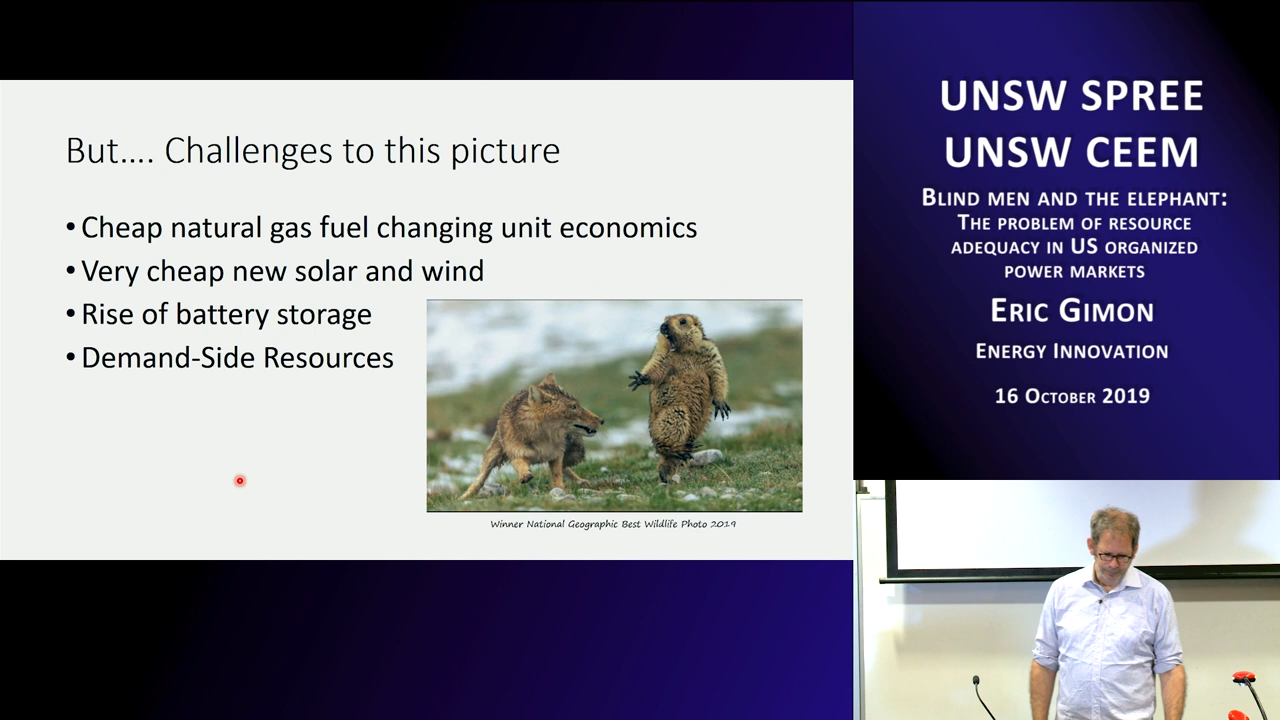 But.... Challenges to this picture
• Cheap natural gas fuel changing unit economics
• Very cheap new solar and wind
• Rise of battery storage
• Demand-Side Resources
Winner National Geographic Best Wildlife Photo 2019
UNSW SPREE
UNSW CEEM
BLIND MEN AND THE ELEPHANT:
THE PROBLEM OF RESOURCE
ADEQUACY IN US ORGANIZED
POWER MARKETS
ERIC GIMON
ENERGY INNOVATION
16 OCTOBER 2019